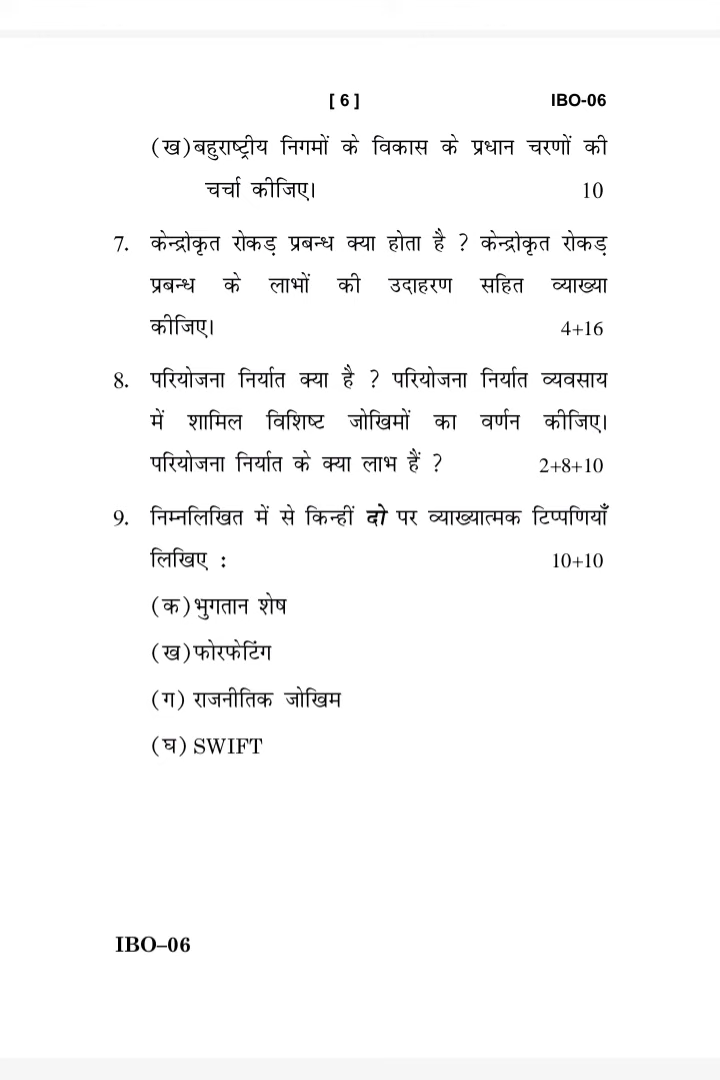 [ 6 ] IBO-06
(ख) बहुराष्ट्रीय निगमों के विकास के प्रधान चरणों की
चर्चा कीजिए। 10
7. केन्द्रीकृत रोकड़ प्रबन्ध क्या होता है ? केन्द्रीकृत रोकड़
प्रबन्ध के लाभों की उदाहरण सहित व्याख्या
कीजिए। 4+16
8. परियोजना निर्यात क्या है ? परियोजना निर्यात व्यवसाय
में शामिल विशिष्ट जोखिमों का वर्णन कीजिए।
परियोजना निर्यात के क्या लाभ हैं ? 2+8+10
9. निम्नलिखित में से किन्हीं दो पर व्याख्यात्मक टिप्पणियाँ
लिखिए : 10+10
(क) भुगतान शेष
(ख) फोरफेटिंग
(ग) राजनीतिक जोखिम
(घ) SWIFT
IBO–06